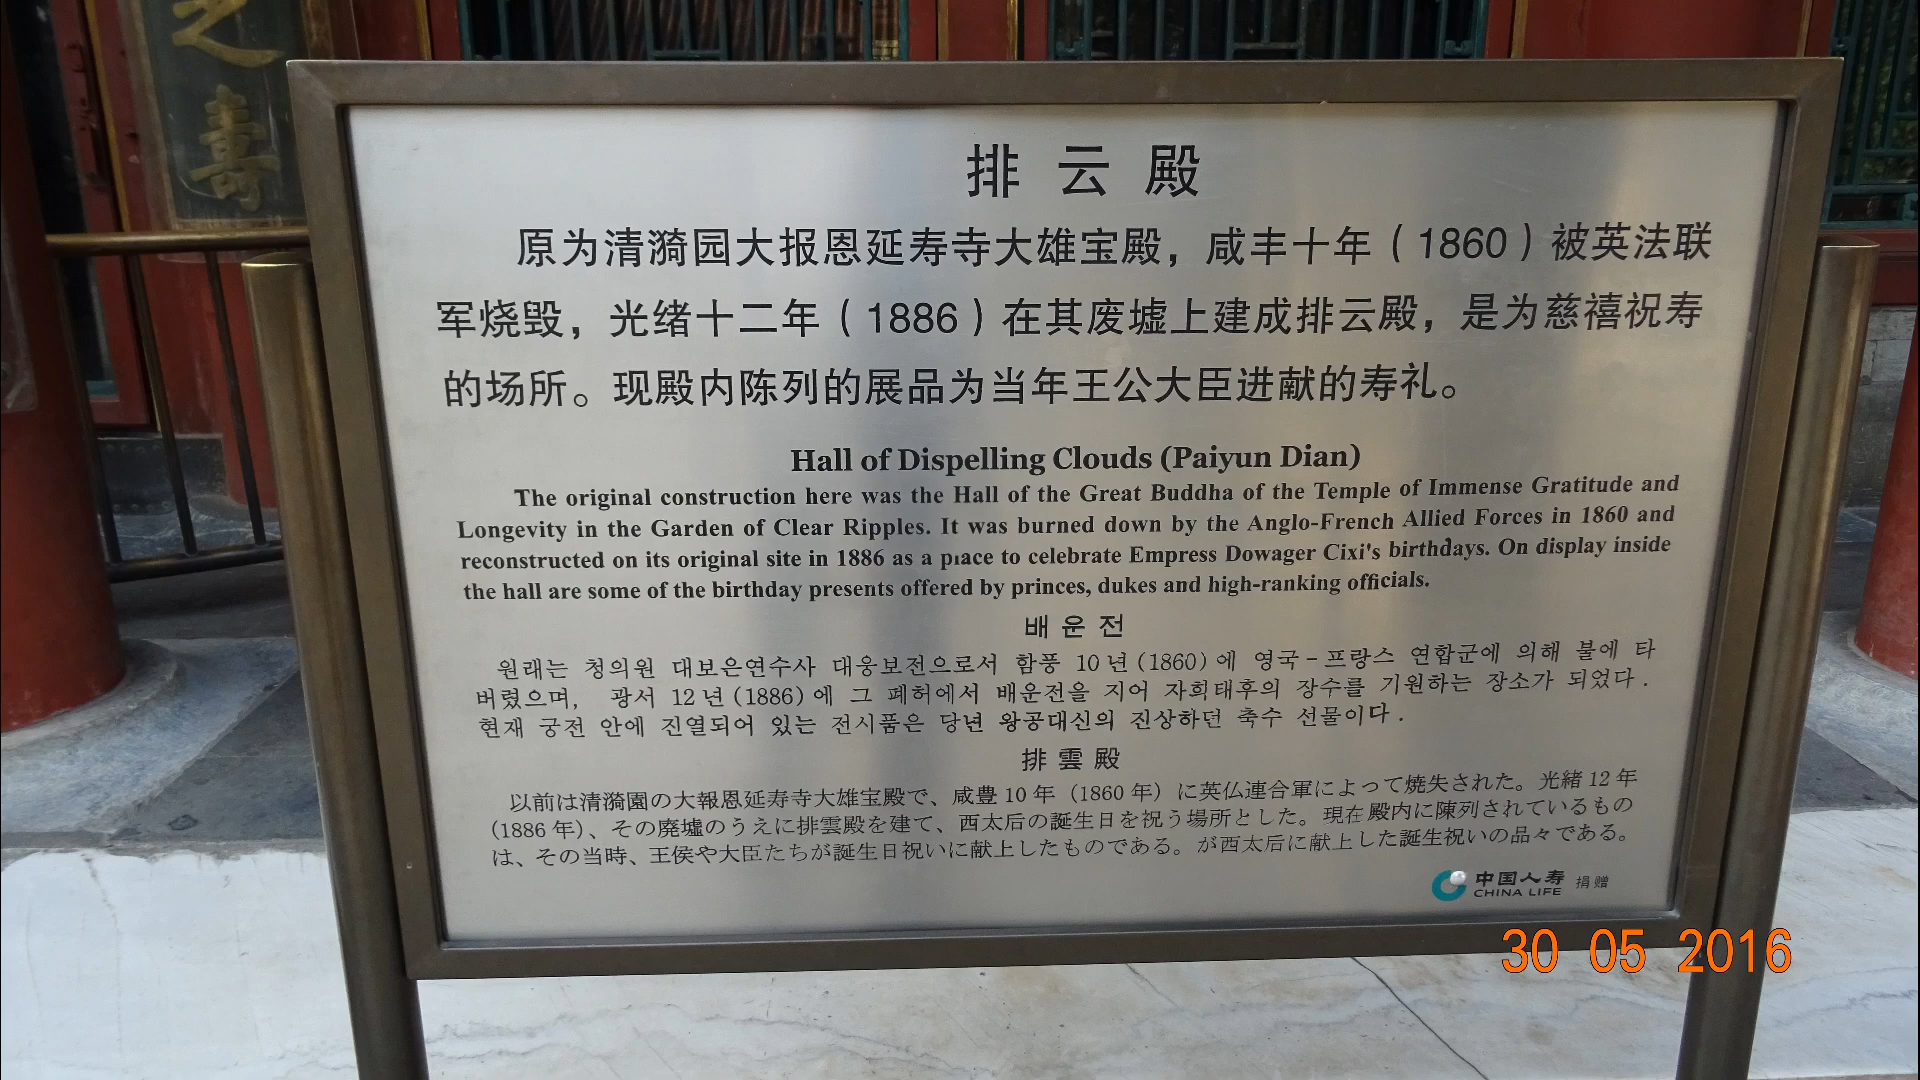 之
寿
排云殿
原为清漪园大报恩延寿寺大雄宝殿，咸丰十年（1860）被英法联
军烧毁，光绪十二年（1886）在其废墟上建成排云殿，是为慈禧祝寿
的场所。现殿内陈列的展品为当年王公大臣进献的寿礼。
Hall of Dispelling Clouds (Paiyun Dian)
The original construction here was the Hall of the Great Buddha of the Temple of Immense Gratitude and
Longevity in the Garden of Clear Ripples. It was burned down by the Anglo-French Allied Forces in 1860 and
reconstructed on its original site in 1886 as a place to celebrate Empress Dowager Cixi's birthdays. On display inside
the hall are some of the birthday presents offered by princes, dukes and high-ranking officials.
배운전
원래는 청의원 대보은연수사 대웅보전으로서 함풍 10년(1860)에 영국-프랑스 연합군에 의해 불에 타
버렸으며, 광서 12년(1886)에 그 폐허에서 배운전을 지어 자희태후의 장수를 기원하는 장소가 되었다.
현재 궁전 안에 진열되어 있는 전시품은 당년 왕공대신의 진상하던 축수 선물이다.
排雲殿
以前は清漪園の大報恩延寿寺大雄宝殿で、咸豊10年（1860年）に英仏連合軍によって焼失された。光緒12年
(1886年)、その廃墟のうえに排雲殿を建て、西太后の誕生日を祝う場所とした。現在殿内に陳列されているもの
は、その当時、王侯や大臣たちが誕生日祝いに献上したものである。が西太后に献上した誕生祝いの品々である。
中国人寿 捐赠
CHINA LIFE
30 05 2016